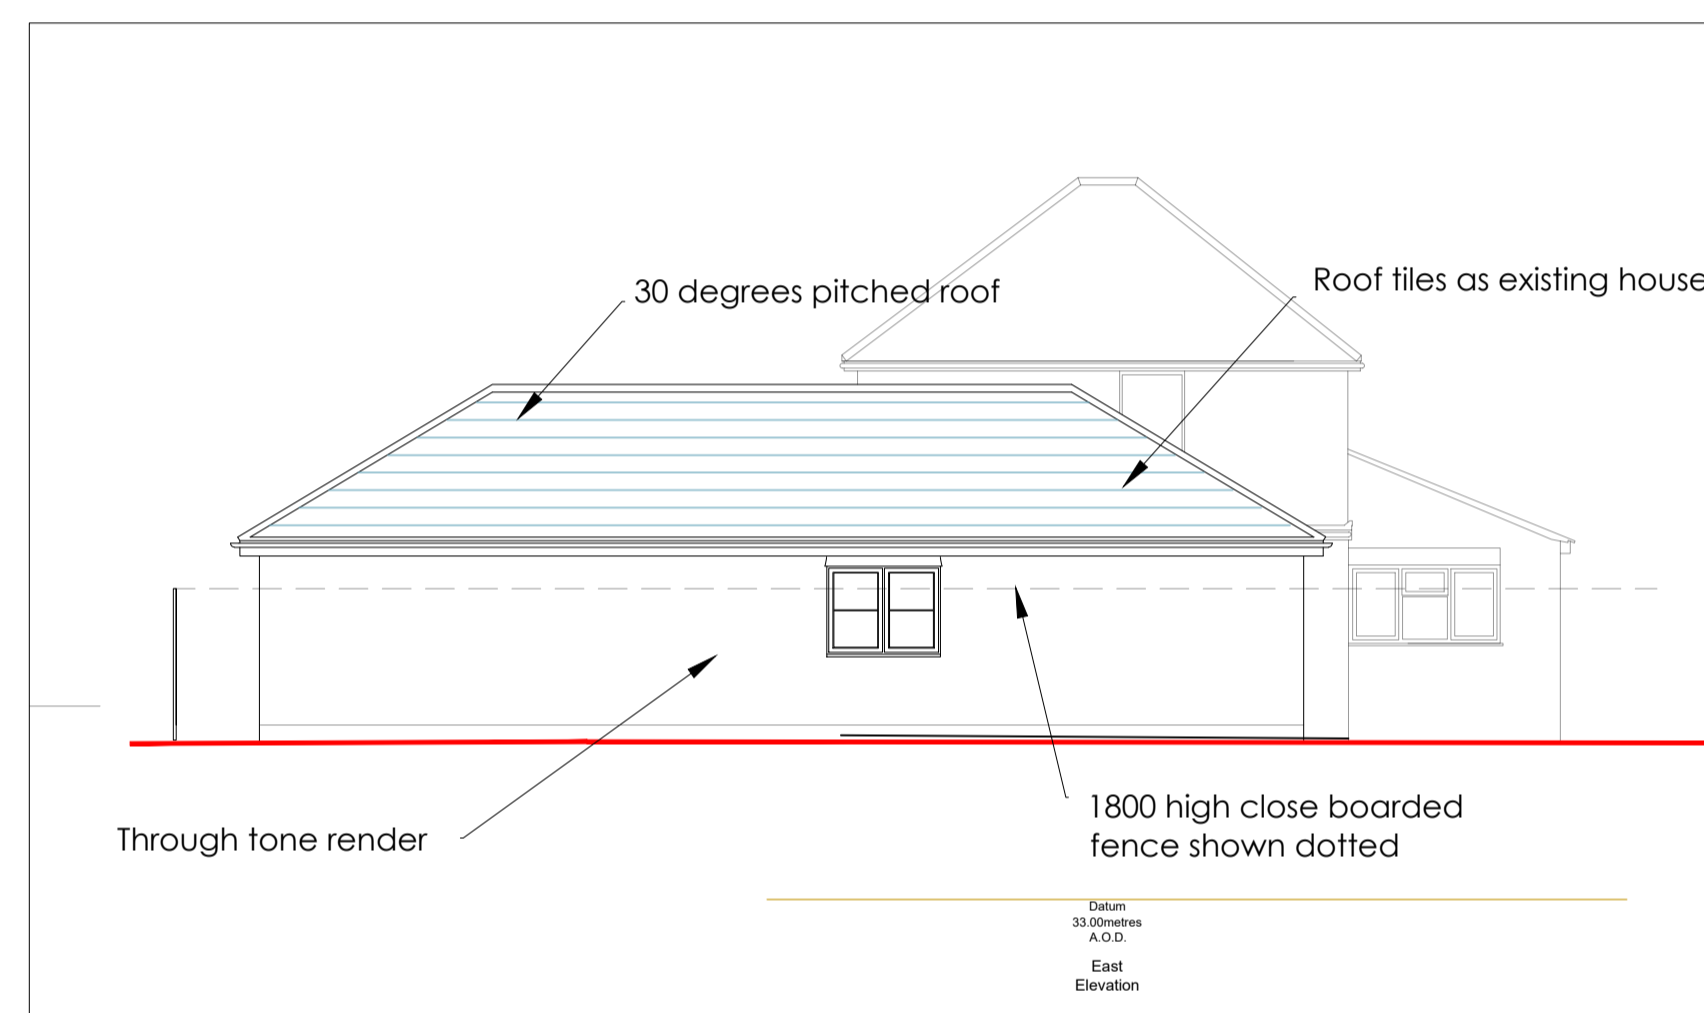 30 degrees pitched roof
Roof tiles as existing house
Through tone render
1800 high close boarded
fence shown dotted
Datum
33.00metres
A.O.D.
East
Elevation